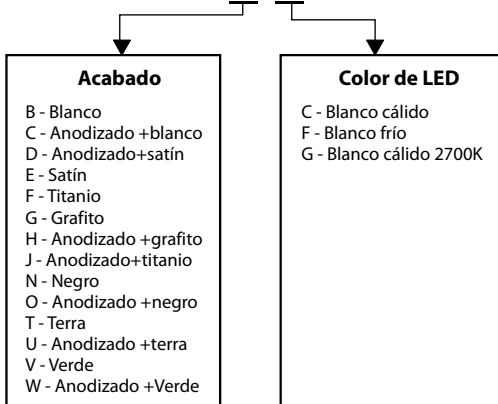 Acabado
B - Blanco
C - Anodizado +blanco
D - Anodizado+satín
E - Satín
F - Titanio
G - Grafito
H - Anodizado +grafito
J - Anodizado+titanio
N - Negro
O - Anodizado +negro
T - Terra
U - Anodizado +terra
V - Verde
W - Anodizado +Verde
Color de LED
C - Blanco cálido
F - Blanco frío
G - Blanco cálido 2700K